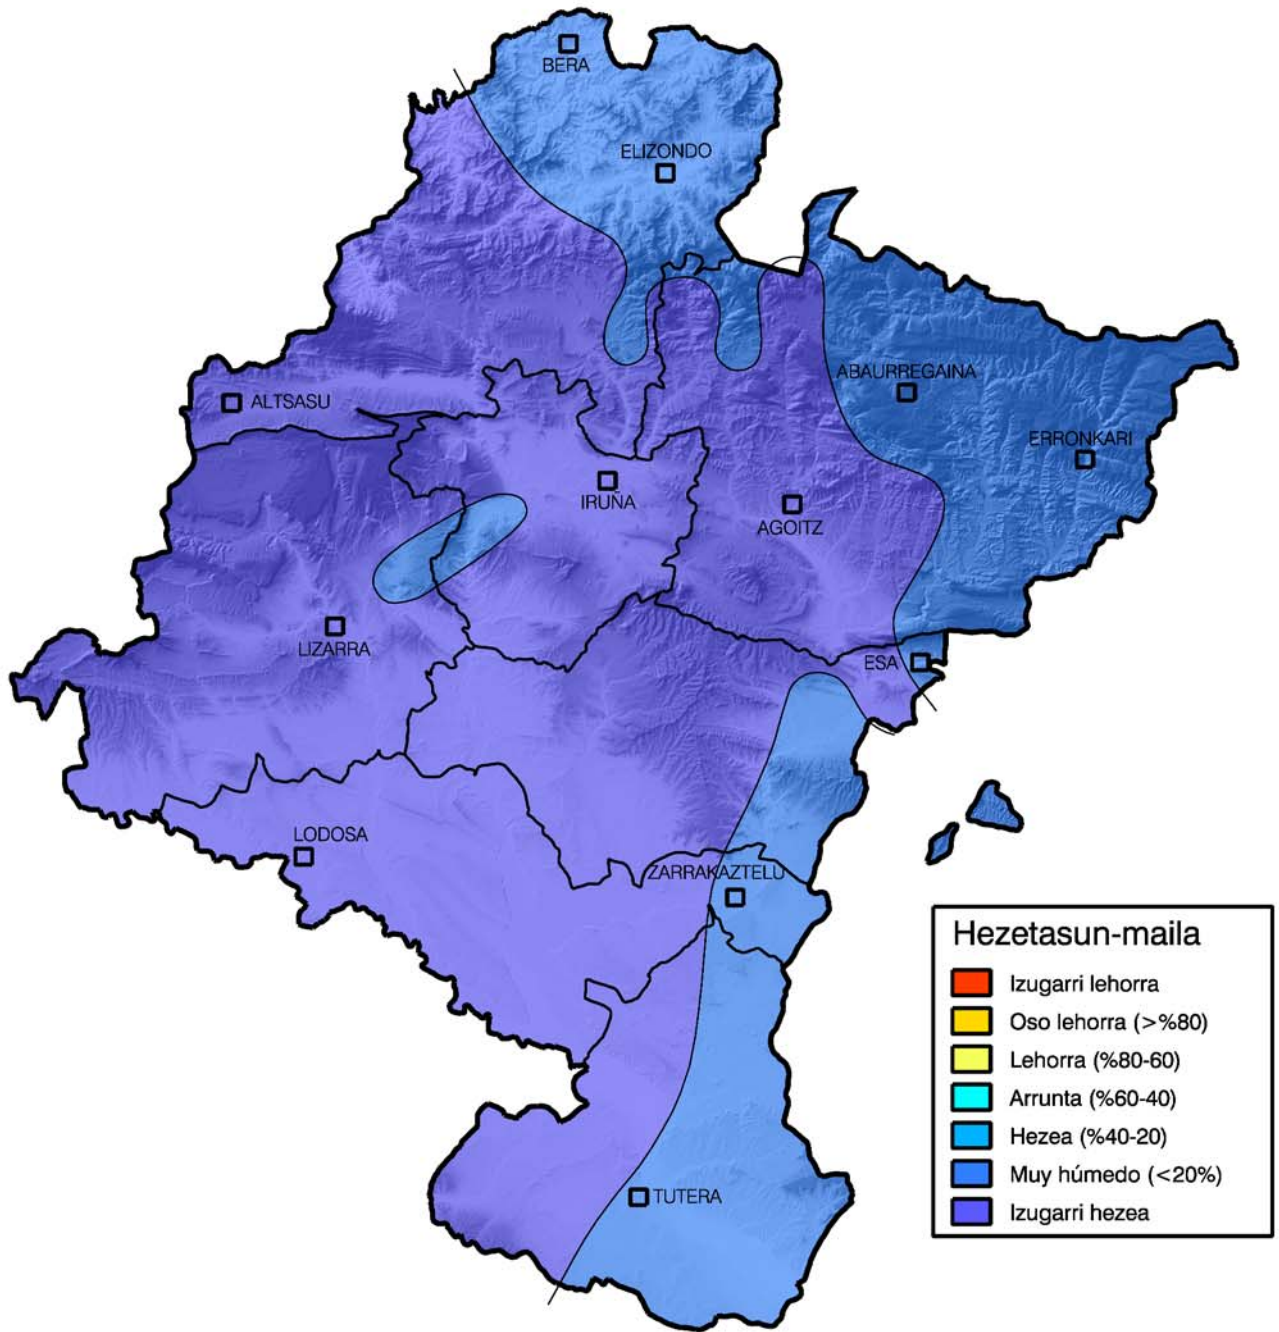 BERA
ELIZONDO
ABAURREGAINA
ALTSASU
ERRONKARI
IRUÑA
AGOITZ
LIZARRA
ESA
LODOSA
ZARRAKAZTELU
TUTERA
Hezetasun-maila
Izugarri lehorra
Oso lehorra (>%80)
Lehorra (%80-60)
Arrunta (%60-40)
Hezea (%40-20)
Muy húmedo (<20%)
Izugarri hezea